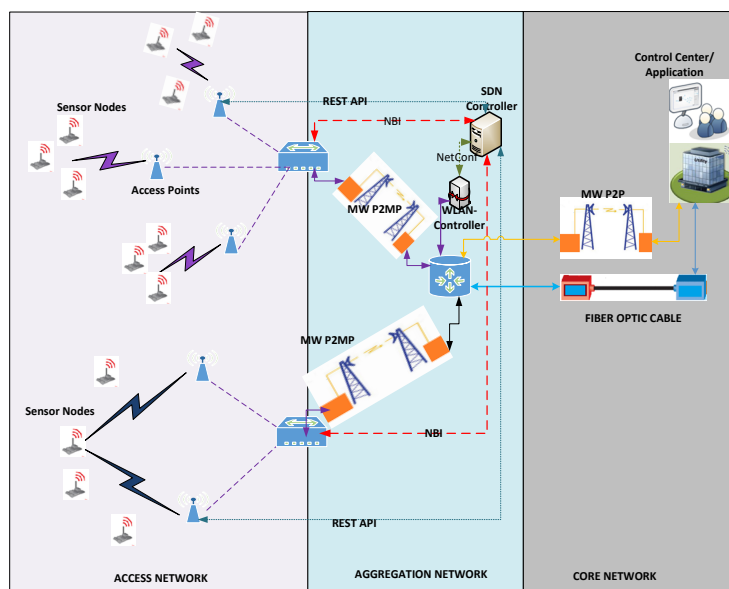 Control Center/
Application
SDN
Controller
REST API
NBI
Sensor Nodes
NetConf
Access Points
MW P2MP
WLAN-
Controller
MW P2P
FIBER OPTIC CABLE
MW P2MP
Sensor Nodes
NBI
REST API
ACCESS NETWORK
AGGREGATION NETWORK
CORE NETWORK